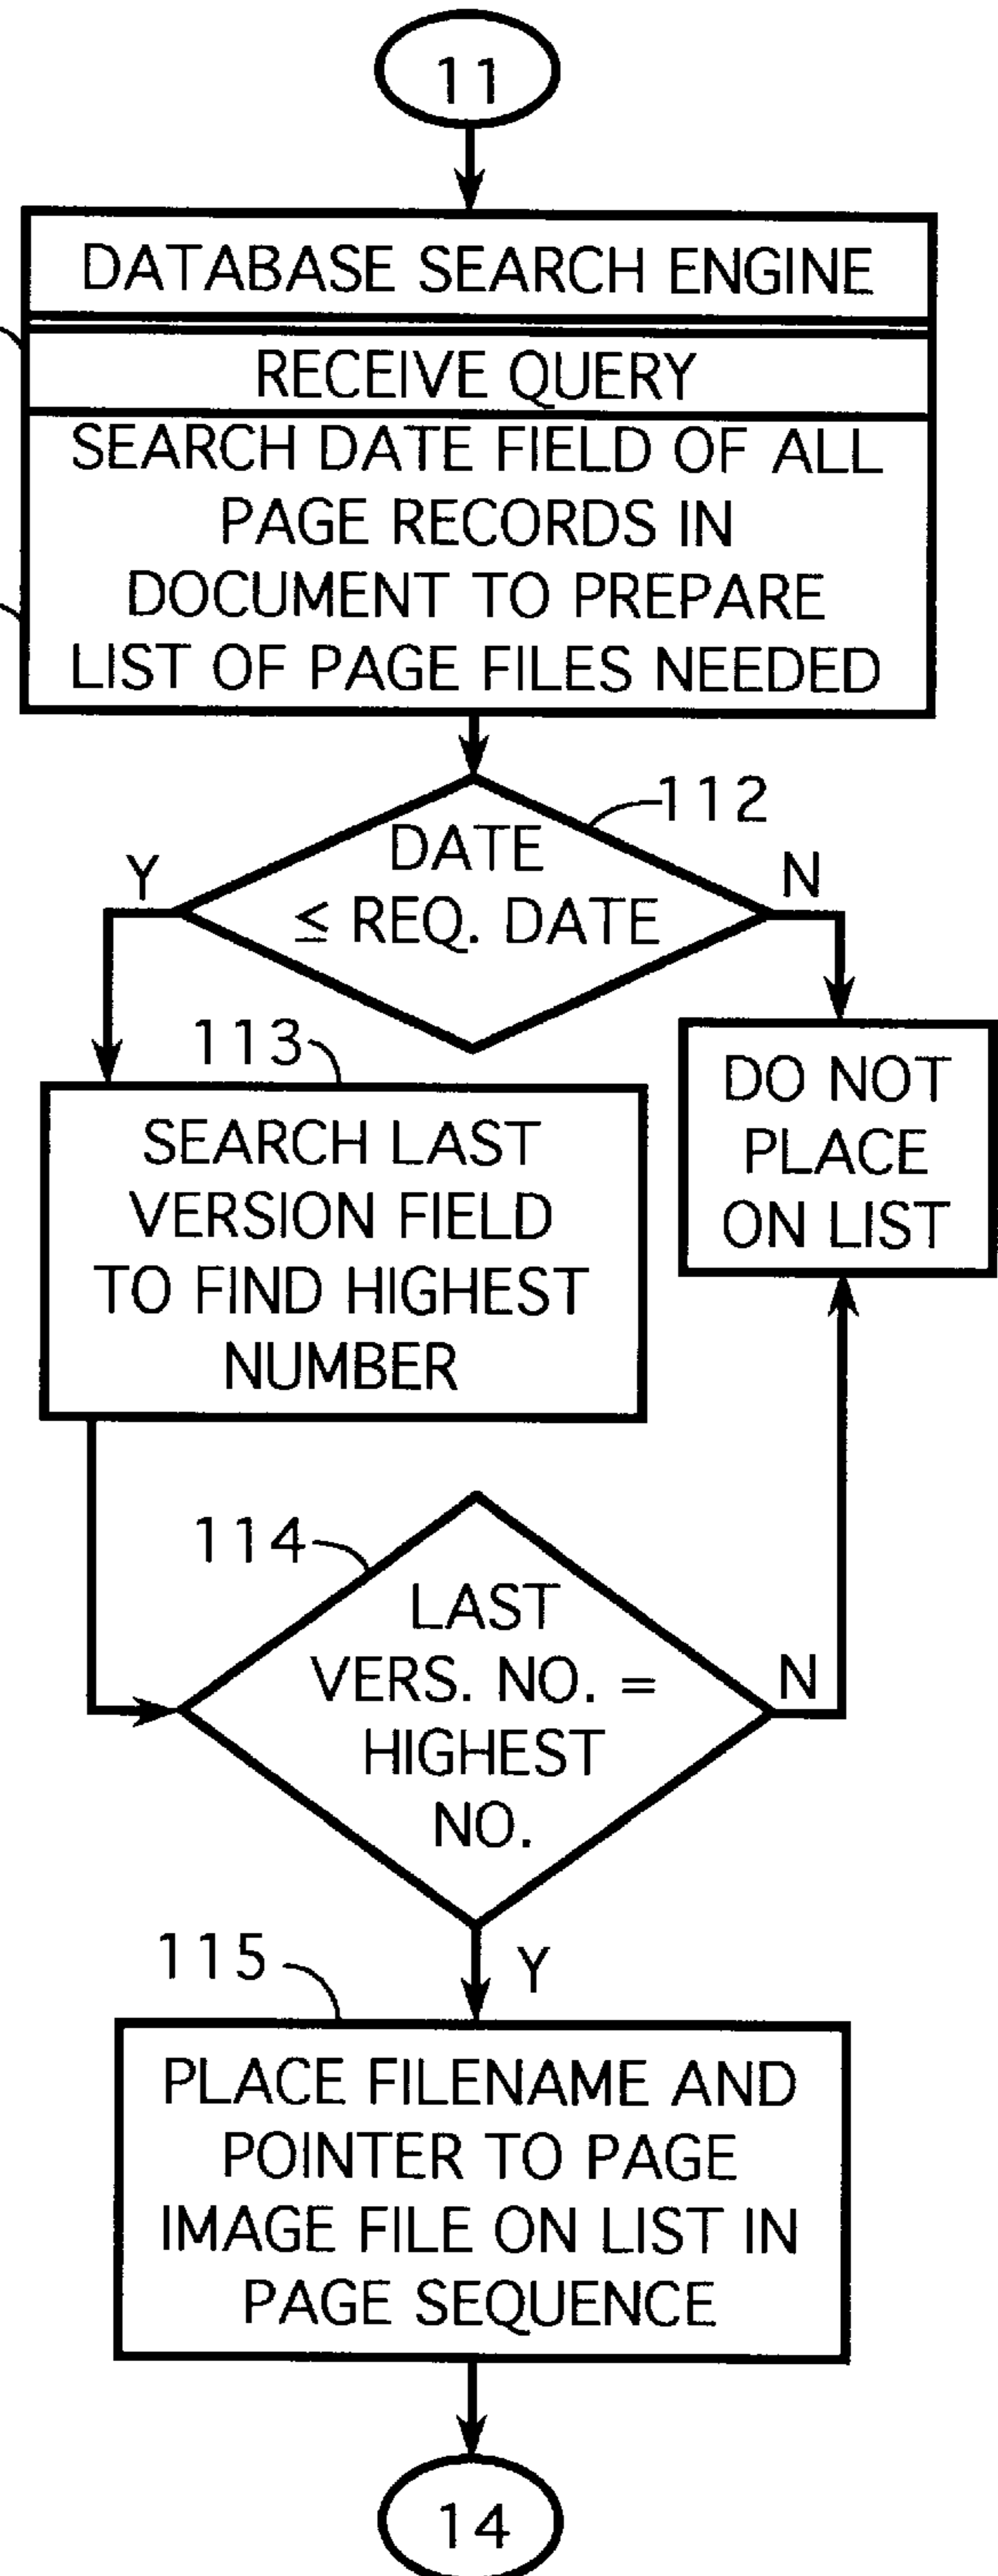 11
DATABASE SEARCH ENGINE
RECEIVE QUERY
SEARCH DATE FIELD OF ALL
PAGE RECORDS IN
DOCUMENT TO PREPARE
LIST OF PAGE FILES NEEDED
112
DATE
≤ REQ. DATE
Y
N
113
SEARCH LAST
VERSION FIELD
TO FIND HIGHEST
NUMBER
DO NOT
PLACE
ON LIST
114
LAST
VERS. NO. =
HIGHEST
NO.
N
Y
115
PLACE FILENAME AND
POINTER TO PAGE
IMAGE FILE ON LIST IN
PAGE SEQUENCE
14